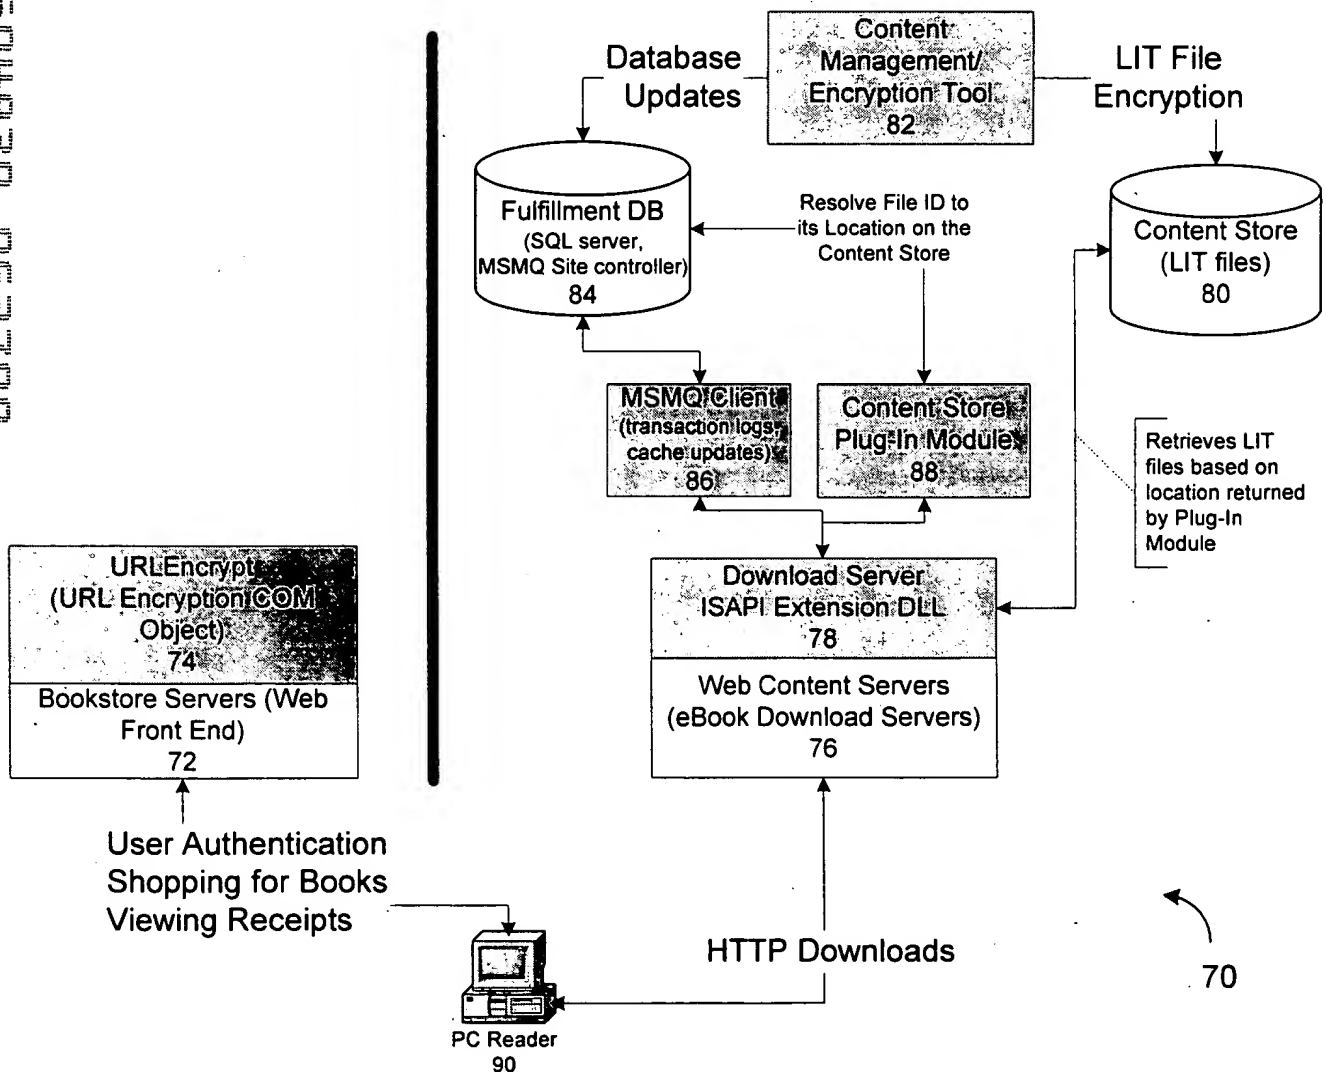 Database
Updates
Content
Management/
Encryption Tool
82
LIT File
Encryption
Fulfillment DB
(SQL server,
MSMQ Site controller)
84
Resolve File ID to
its Location on the
Content Store
Content Store
(LIT files)
80
MSMQ Client
(transaction logs,
cache updates)
86
Content Store
Plug-In Module
88
Retrieves LIT
files based on
location returned
by Plug-In
Module
URLEncrypt
(URL Encryption COM
Object)
74
Bookstore Servers (Web
Front End)
72
Download Server
ISAPI Extension DLL
78
Web Content Servers
(eBook Download Servers)
76
User Authentication
Shopping for Books
Viewing Receipts
HTTP Downloads
PC Reader
90
70